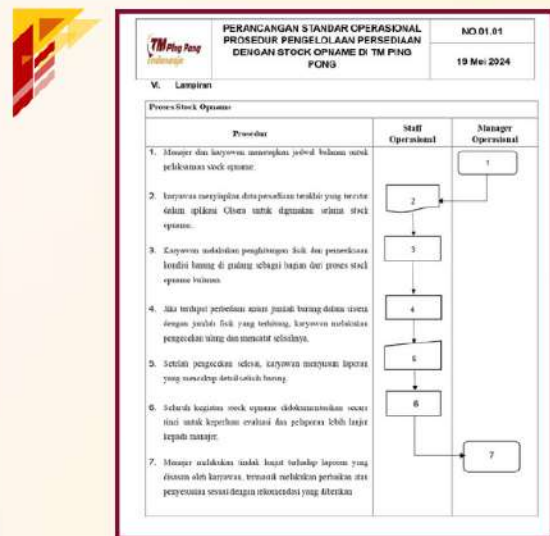 TM Ping Pong
Indonesia
PERANCANGAN STANDAR OPERASIONAL
PROSEDUR PENGELOLAAN PERSEDIAAN
DENGAN STOCK OPNAME DI TM PING
PONG
NO.01.01
19 Mei 2024
VI. Lampiran
Proses Stock Opname
Prosedur
Staff
Operasional
Manager
Operasional
1. Manajer dan karyawan menetapkan jadwal bulanan untuk
pelaksanaan stock opname.
2. karyawan menyiapkan data persediaan terakhir yang tercatat
dalam aplikasi Olsera untuk digunakan selama stock
opname.
3. Karyawan melakukan penghitungan fisik dan pemeriksaan
kondisi barang di gudang sebagai bagian dari proses stock
opname bulanan.
4. Jika terdapat perbedaan antara jumlah barang dalam sistem
dengan jumlah fisik yang terhitung, karyawan melakukan
pengecekan ulang dan mencatat selisihnya.
5. Setelah pengecekan selesai, karyawan menyusun laporan
yang mencakup detail selisih barang.
6. Seluruh kegiatan stock opname didokumentasikan secara
rinci untuk keperluan evaluasi dan pelaporan lebih lanjut
kepada manajer.
7. Manajer melakukan tindak lanjut terhadap laporan yang
disusun oleh karyawan, termasuk melakukan perbaikan atau
penyesuaian sesuai dengan rekomendasi yang diberikan
1
2
3
4
5
6
7